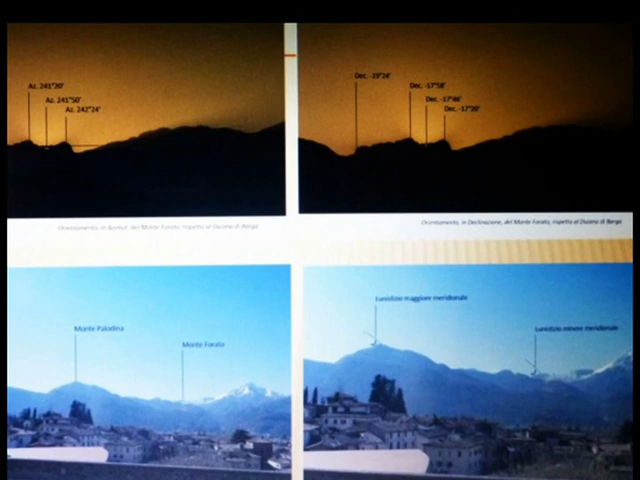 Az. 241°20'
Az. 241°50'
Az. 242°24'
Dec. -19°24'
Dec. -17°58'
Dec. -17°46'
Dec. -17°20'
Orientamento, in Azimut, del Monte Forato, rispetto al Duomo di Barga
Orientamento, in Declinazione, del Monte Forato, rispetto al Duomo di Barga
Monte Palodina
Monte Forato
Lunistizio maggiore meridionale
Lunistizio minore meridionale